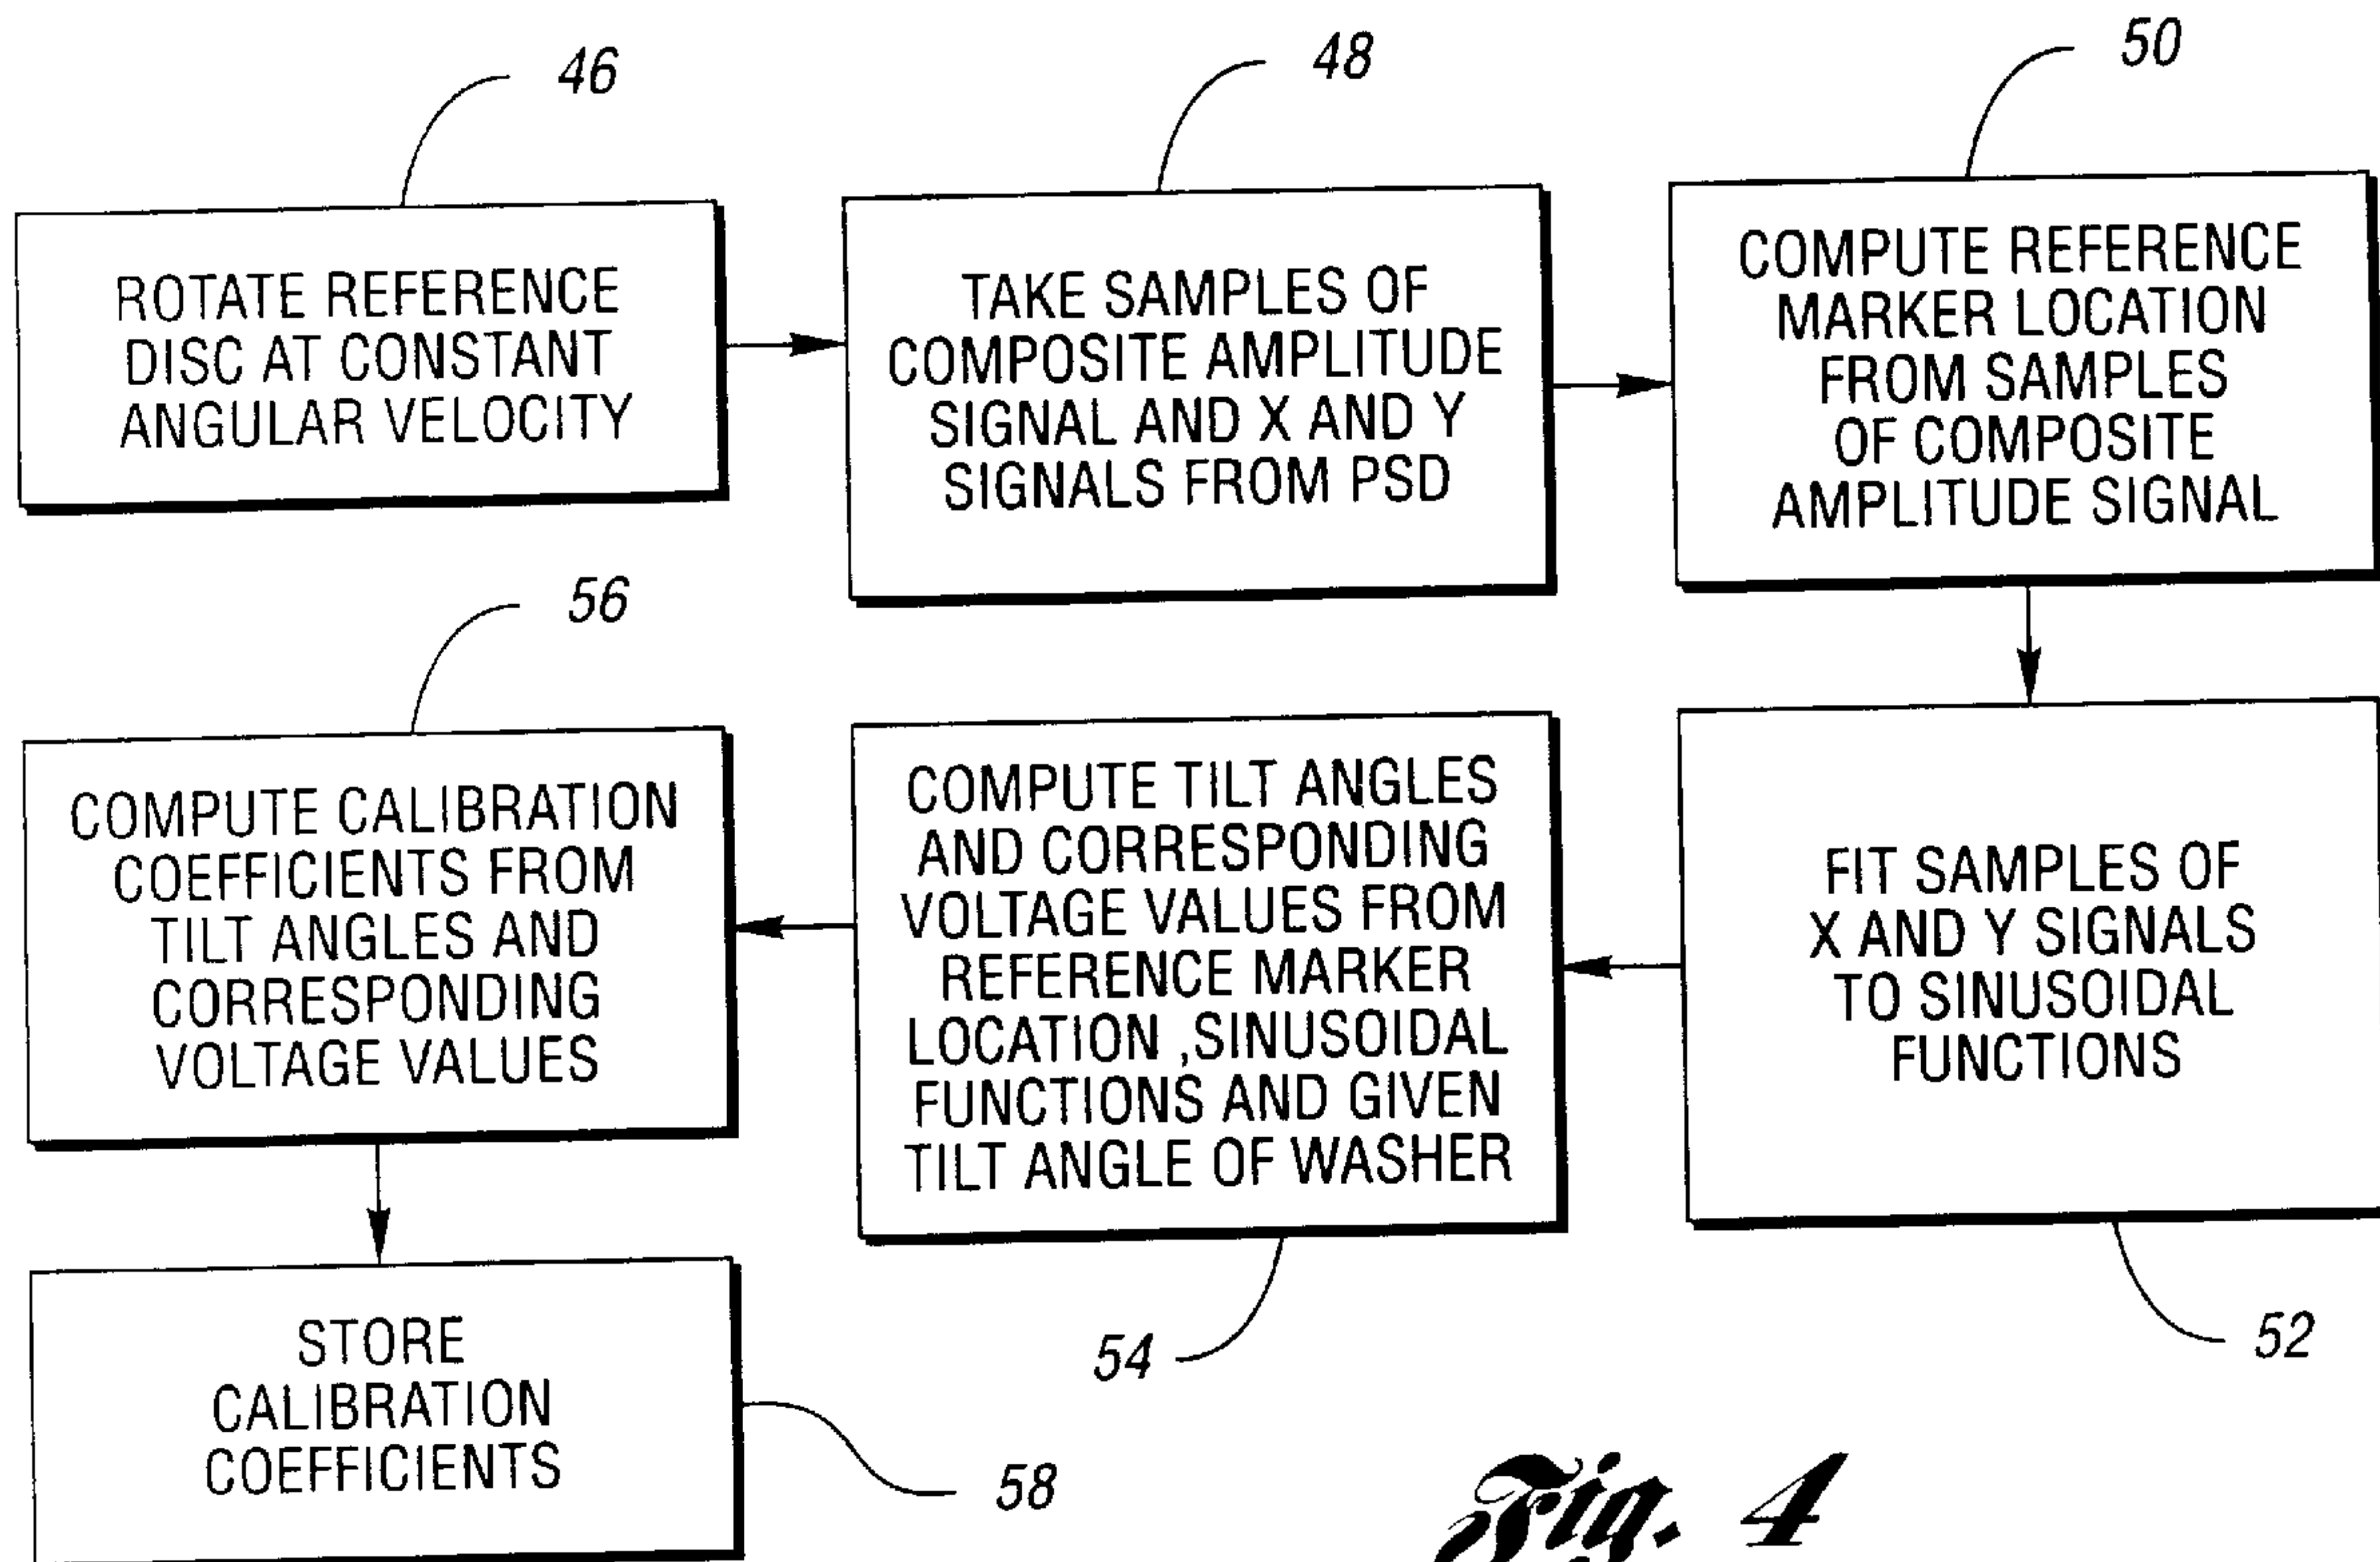 46
ROTATE REFERENCE
DISC AT CONSTANT
ANGULAR VELOCITY
48
TAKE SAMPLES OF
COMPOSITE AMPLITUDE
SIGNAL AND X AND Y
SIGNALS FROM PSD
50
COMPUTE REFERENCE
MARKER LOCATION
FROM SAMPLES
OF COMPOSITE
AMPLITUDE SIGNAL
FIT SAMPLES OF
X AND Y SIGNALS
TO SINUSOIDAL
FUNCTIONS
52
COMPUTE TILT ANGLES
AND CORRESPONDING
VOLTAGE VALUES FROM
REFERENCE MARKER
LOCATION ,SINUSOIDAL
FUNCTIONS AND GIVEN
TILT ANGLE OF WASHER
54
56
COMPUTE CALIBRATION
COEFFICIENTS FROM
TILT ANGLES AND
CORRESPONDING
VOLTAGE VALUES
STORE
CALIBRATION
COEFFICIENTS
58
Fig. 4